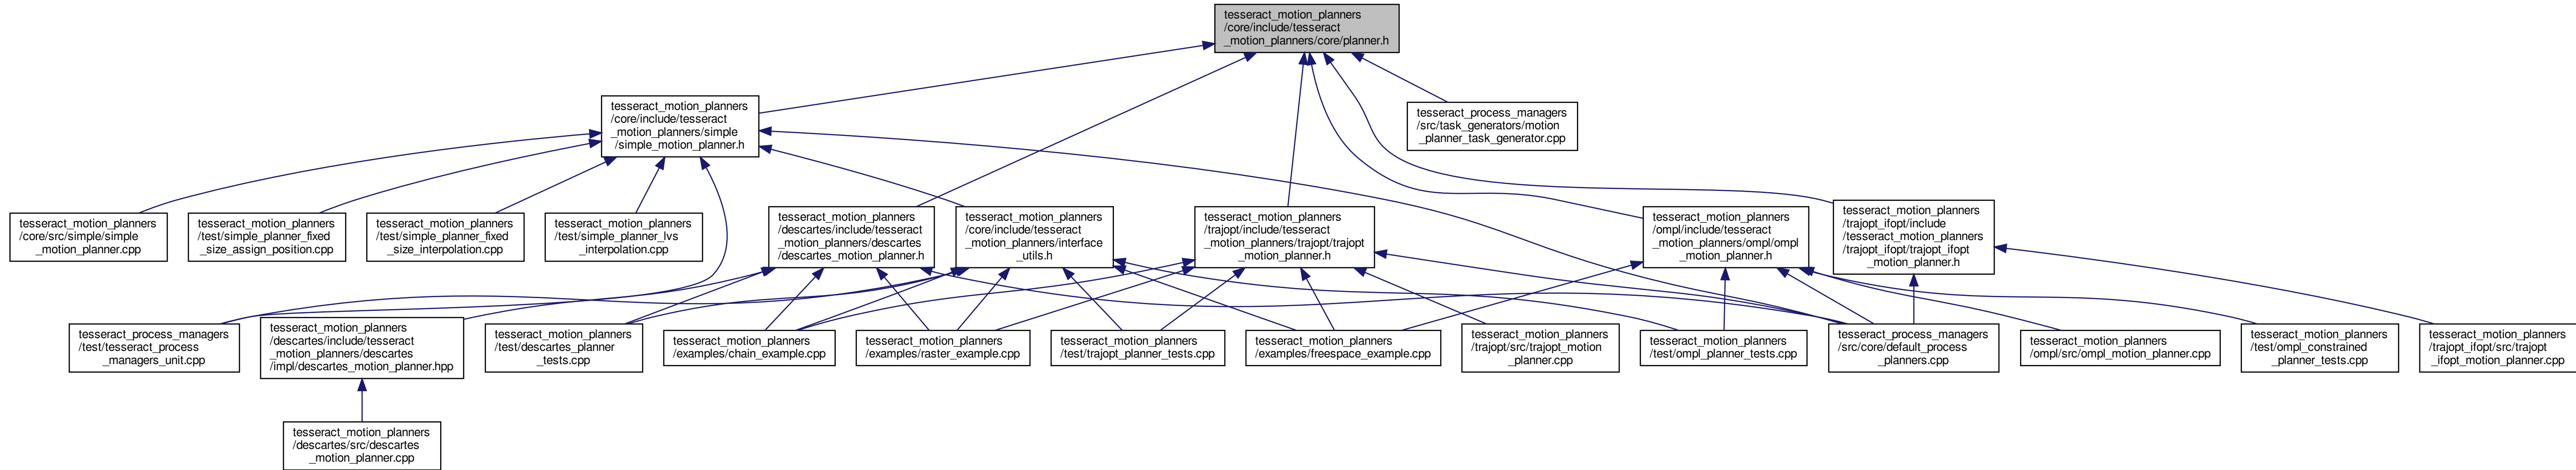 tesseract_motion_planners
/core/include/tesseract
_motion_planners/core/planner.h
tesseract_motion_planners
/core/include/tesseract
_motion_planners/simple
/simple_motion_planner.h
tesseract_process_managers
/src/task_generators/motion
_planner_task_generator.cpp
tesseract_motion_planners
/core/src/simple/simple
_motion_planner.cpp
tesseract_motion_planners
/test/simple_planner_fixed
_size_assign_position.cpp
tesseract_motion_planners
/test/simple_planner_fixed
_size_interpolation.cpp
tesseract_motion_planners
/test/simple_planner_lvs
_interpolation.cpp
tesseract_motion_planners
/descartes/include/tesseract
_motion_planners/descartes
/descartes_motion_planner.h
tesseract_motion_planners
/core/include/tesseract
_motion_planners/interface
_utils.h
tesseract_motion_planners
/trajopt/include/tesseract
_motion_planners/trajopt/trajopt
_motion_planner.h
tesseract_motion_planners
/ompl/include/tesseract
_motion_planners/ompl/ompl
_motion_planner.h
tesseract_motion_planners
/trajopt_ifopt/include
/tesseract_motion_planners
/trajopt_ifopt/trajopt_ifopt
_motion_planner.h
tesseract_process_managers
/test/tesseract_process
_managers_unit.cpp
tesseract_motion_planners
/descartes/include/tesseract
_motion_planners/descartes
/impl/descartes_motion_planner.hpp
tesseract_motion_planners
/test/descartes_planner
_tests.cpp
tesseract_motion_planners
/examples/chain_example.cpp
tesseract_motion_planners
/examples/raster_example.cpp
tesseract_motion_planners
/test/trajopt_planner_tests.cpp
tesseract_motion_planners
/examples/freespace_example.cpp
tesseract_motion_planners
/trajopt/src/trajopt_motion
_planner.cpp
tesseract_motion_planners
/test/ompl_planner_tests.cpp
tesseract_process_managers
/src/core/default_process
_planners.cpp
tesseract_motion_planners
/ompl/src/ompl_motion_planner.cpp
tesseract_motion_planners
/test/ompl_constrained
_planner_tests.cpp
tesseract_motion_planners
/trajopt_ifopt/src/trajopt
_ifopt_motion_planner.cpp
tesseract_motion_planners
/descartes/src/descartes
_motion_planner.cpp